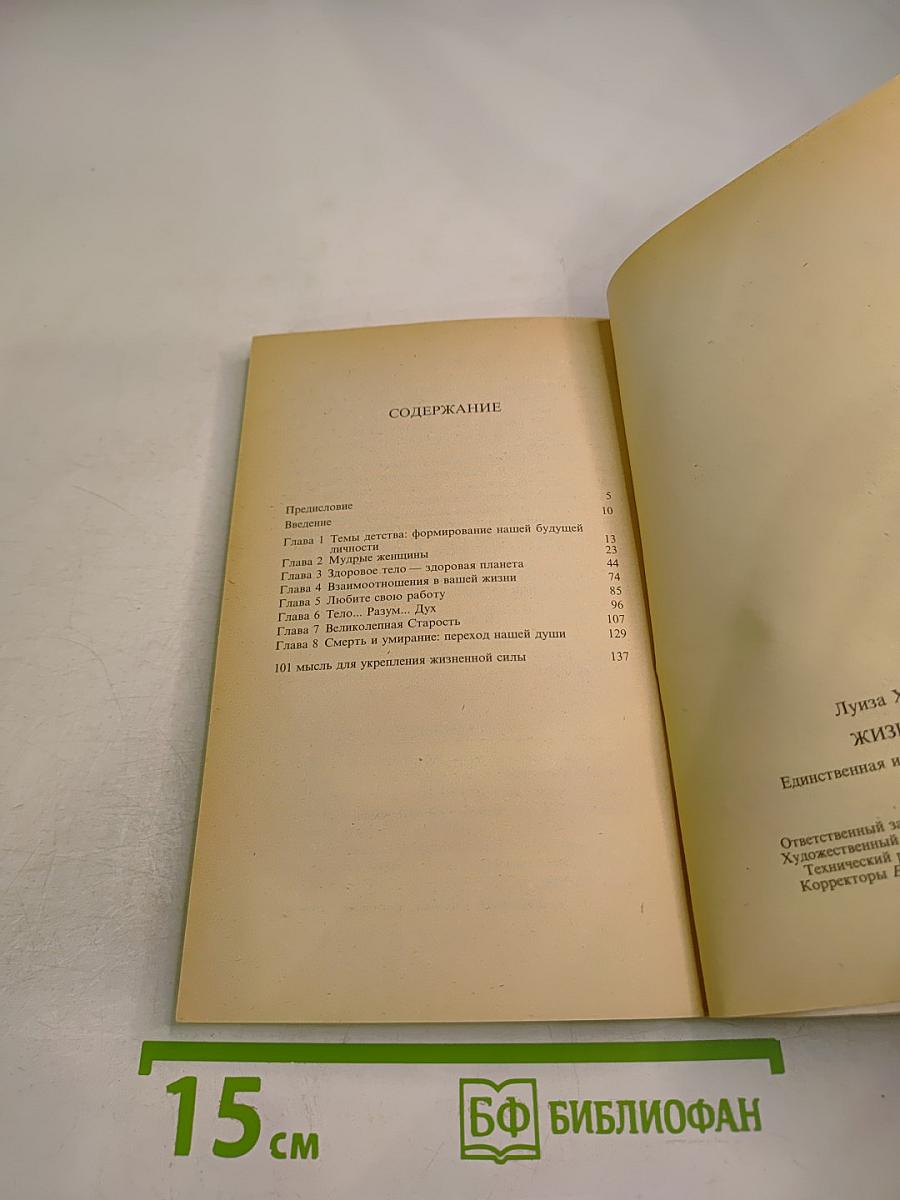 СОДЕРЖАНИЕ
Предисловие 5
Введение 10
Глава 1 Темы детства: формирование нашей будущей
личности 13
Глава 2 Мудрые женщины 23
Глава 3 Здоровое тело — здоровая планета 44
Глава 4 Взаимоотношения в вашей жизни 74
Глава 5 Любите свою работу 85
Глава 6 Тело... Разум... Дух 96
Глава 7 Великолепная Старость 107
Глава 8 Смерть и умирание: переход нашей души 129
101 мысль для укрепления жизненной силы 137
Луиза Х
ЖИЗН
Единственная и
Ответственный за
Художественный
Технический р
Корректоры
15 см
БФ БИБЛИОФАН